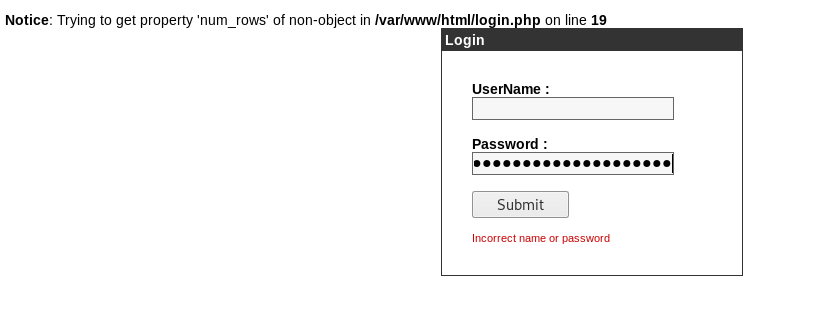 Notice: Trying to get property 'num_rows' of non-object in /var/www/html/login.php on line 19
Login
UserName :
Password :
Submit
Incorrect name or password